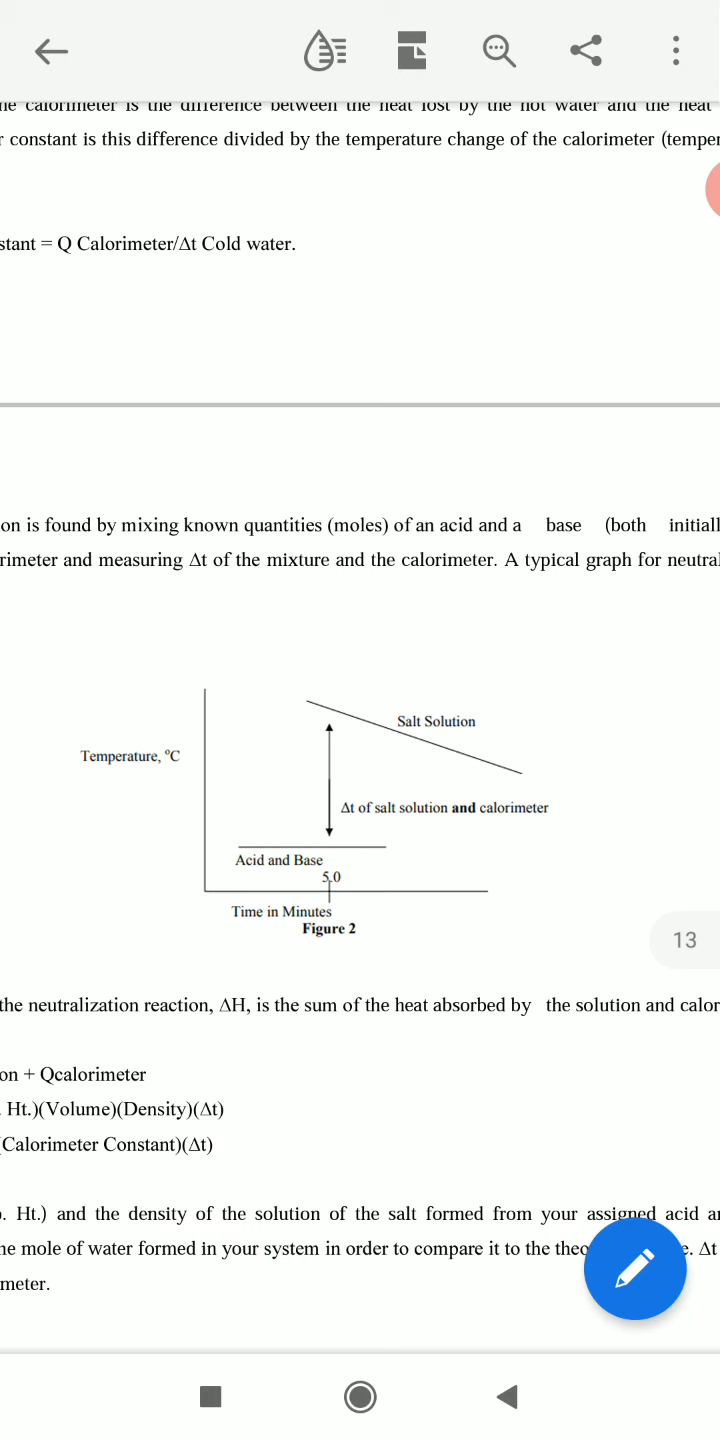 he calorimeter is the difference between the heat lost by the hot water and the heat
r constant is this difference divided by the temperature change of the calorimeter (temper
stant = Q Calorimeter/Δt Cold water.
on is found by mixing known quantities (moles) of an acid and a base (both initiall
rimeter and measuring Δt of the mixture and the calorimeter. A typical graph for neutral
Salt Solution
Temperature, °C
Δt of salt solution and calorimeter
Acid and Base
5.0
Time in Minutes
Figure 2
13
the neutralization reaction, ΔH, is the sum of the heat absorbed by the solution and calor
on + Qcalorimeter
. Ht.)(Volume)(Density)(Δt)
(Calorimeter Constant)(Δt)
. Ht.) and the density of the solution of the salt formed from your assigned acid a
he mole of water formed in your system in order to compare it to the theo e. Δt
meter.